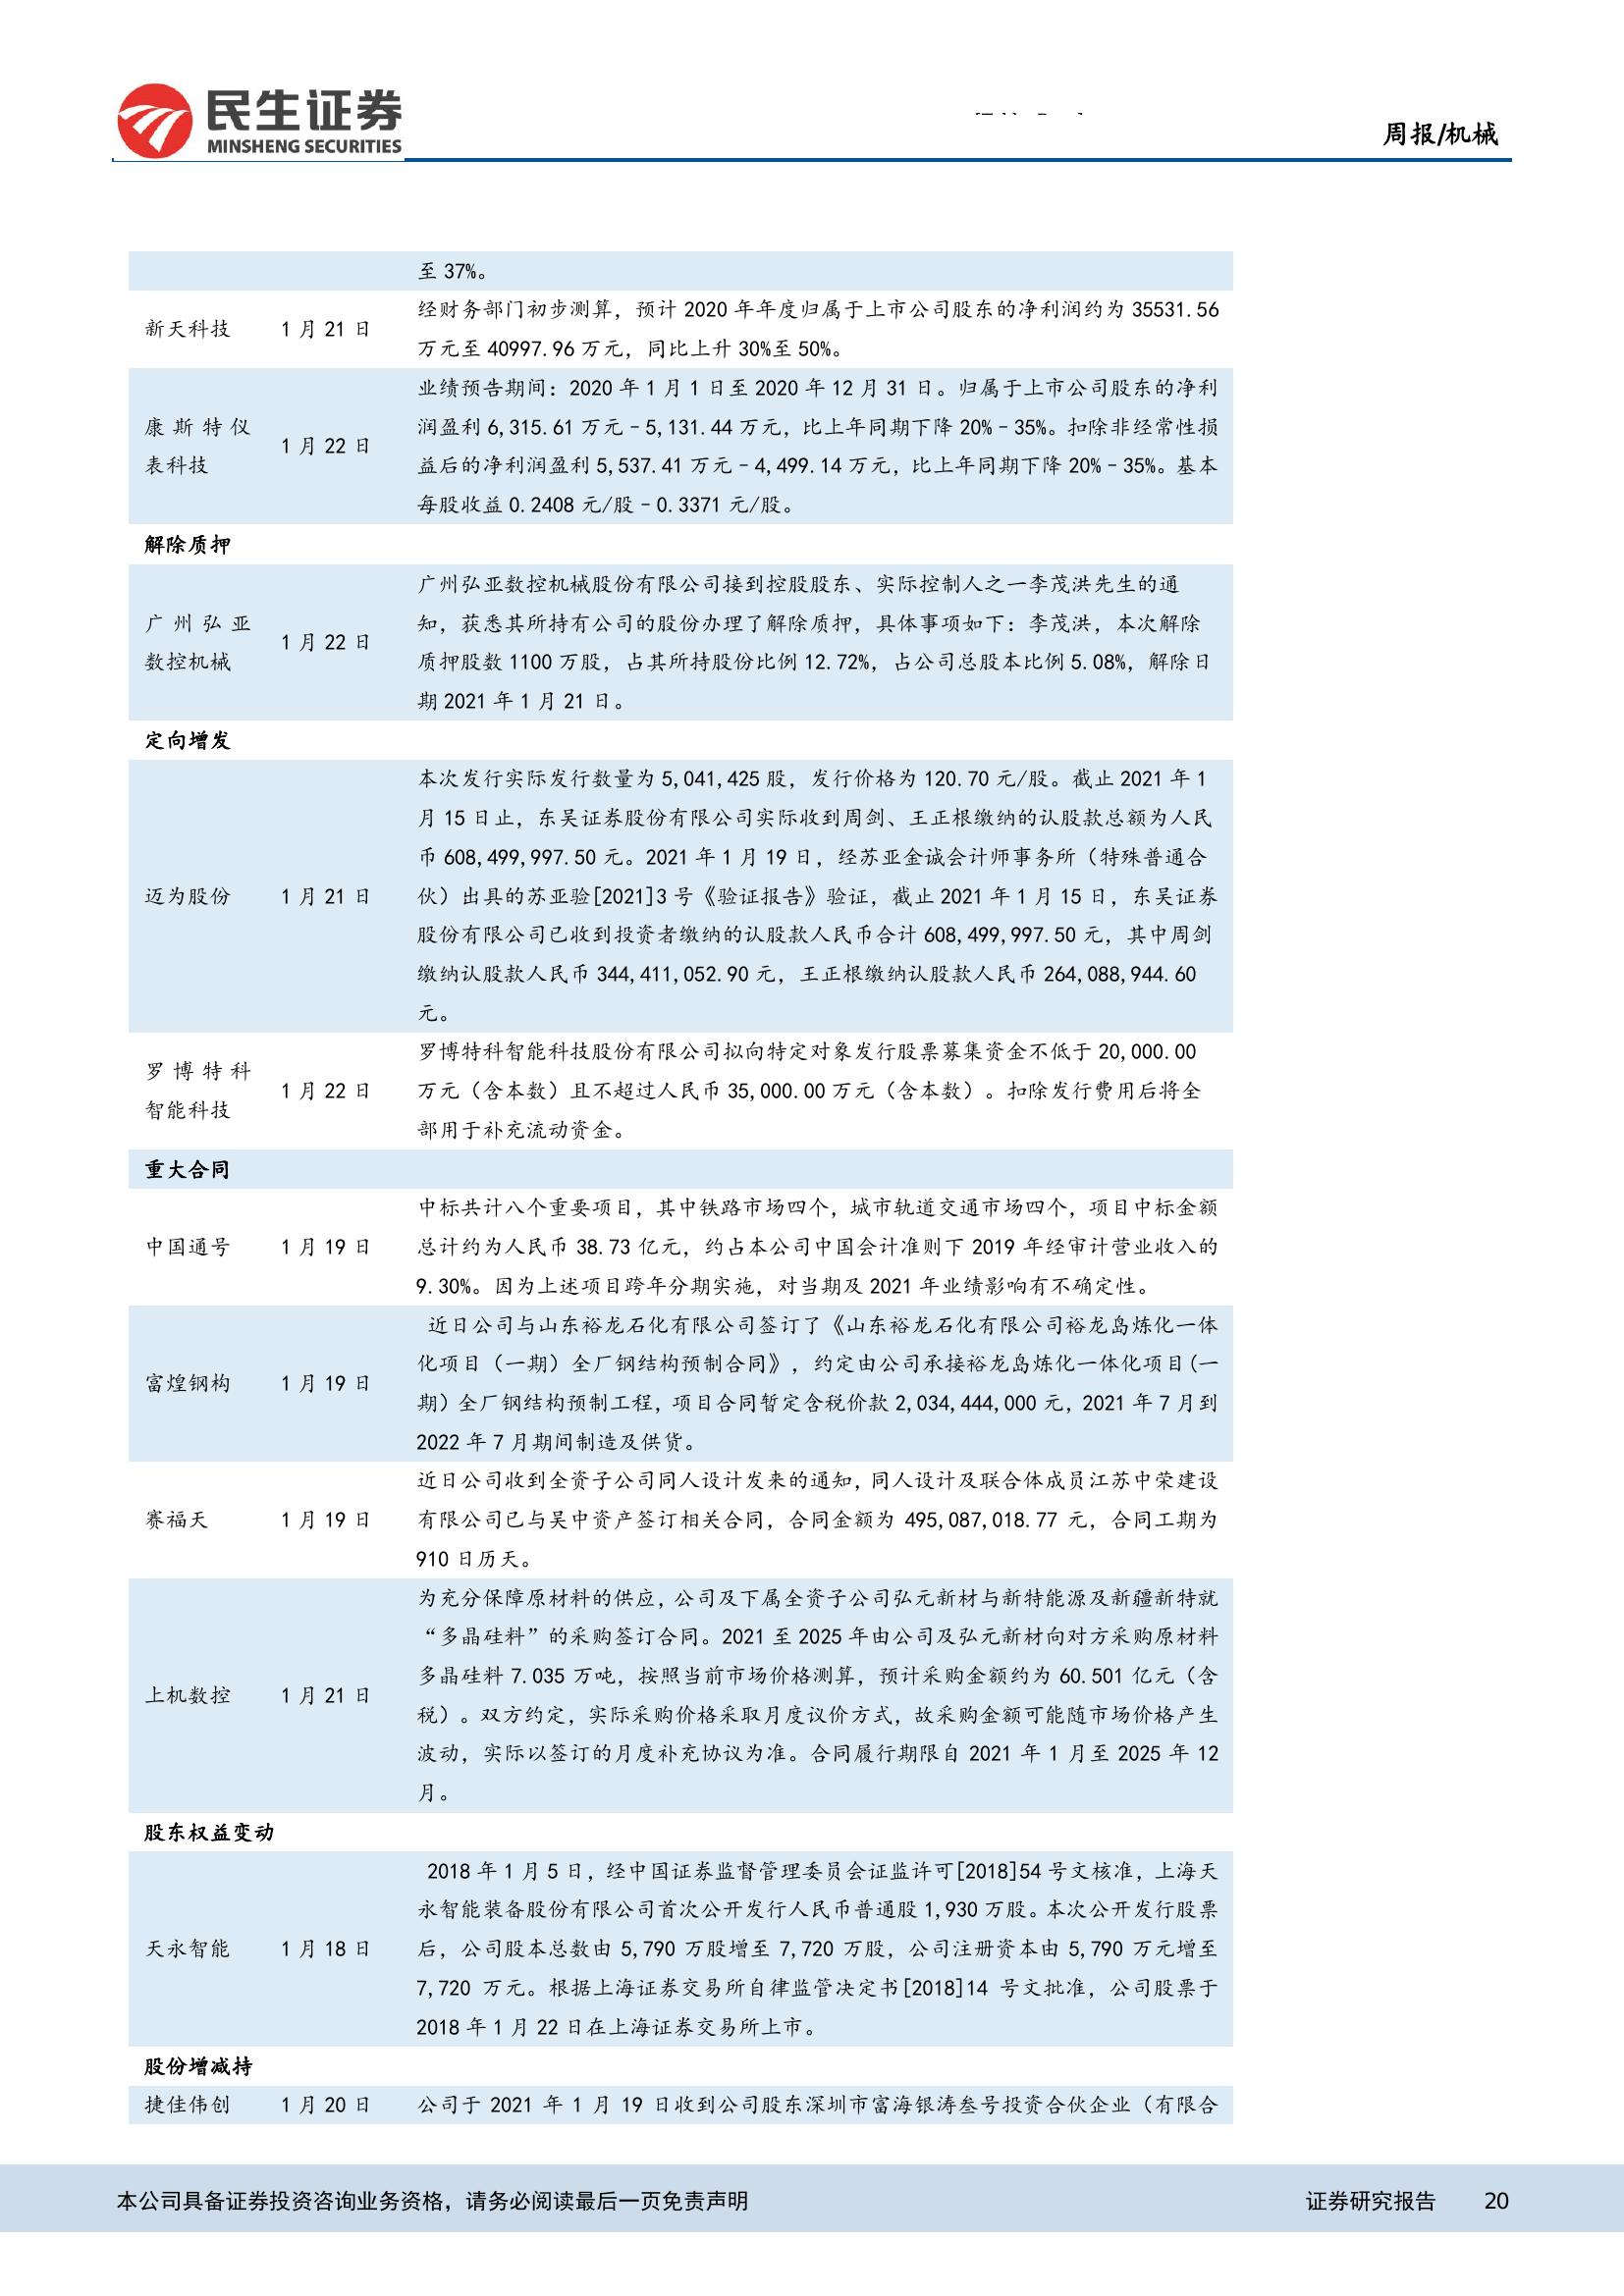 民生证券
MINSHENG SECURITIES
周报/机械
至 37%。
新天科技 1 月 21 日
经财务部门初步测算，预计 2020 年年度归属于上市公司股东的净利润约为 35531.56
万元至 40997.96 万元，同比上升 30%至 50%。
康斯特仪
表科技
1 月 22 日
业绩预告期间：2020 年 1 月 1 日至 2020 年 12 月 31 日。归属于上市公司股东的净利
润盈利 6,315.61 万元–5,131.44 万元，比上年同期下降 20%–35%。扣除非经常性损
益后的净利润盈利 5,537.41 万元–4,499.14 万元，比上年同期下降 20%–35%。基本
每股收益 0.2408 元/股–0.3371 元/股。
解除质押
广州弘亚
数控机械
1 月 22 日
广州弘亚数控机械股份有限公司接到控股股东、实际控制人之一李茂洪先生的通
知，获悉其所持有公司的股份办理了解除质押，具体事项如下：李茂洪，本次解除
质押股数 1100 万股，占其所持股份比例 12.72%，占公司总股本比例 5.08%，解除日
期 2021 年 1 月 21 日。
定向增发
迈为股份 1 月 21 日
本次发行实际发行数量为 5,041,425 股，发行价格为 120.70 元/股。截止 2021 年 1
月 15 日止，东吴证券股份有限公司实际收到周剑、王正根缴纳的认股款总额为人民
币 608,499,997.50 元。2021 年 1 月 19 日，经苏亚金诚会计师事务所（特殊普通合
伙）出具的苏亚验[2021]3 号《验证报告》验证，截止 2021 年 1 月 15 日，东吴证券
股份有限公司已收到投资者缴纳的认股款人民币合计 608,499,997.50 元，其中周剑
缴纳认股款人民币 344,411,052.90 元，王正根缴纳认股款人民币 264,088,944.60
元。
罗博特科
智能科技
1 月 22 日
罗博特科智能科技股份有限公司拟向特定对象发行股票募集资金不低于 20,000.00
万元（含本数）且不超过人民币 35,000.00 万元（含本数）。扣除发行费用后将全
部用于补充流动资金。
重大合同
中国通号 1 月 19 日
中标共计八个重要项目，其中铁路市场四个，城市轨道交通市场四个，项目中标金额
总计约为人民币 38.73 亿元，约占本公司中国会计准则下 2019 年经审计营业收入的
9.30%。因为上述项目跨年分期实施，对当期及 2021 年业绩影响有不确定性。
富煌钢构 1 月 19 日
近日公司与山东裕龙石化有限公司签订了《山东裕龙石化有限公司裕龙岛炼化一体
化项目（一期）全厂钢结构预制合同》，约定由公司承接裕龙岛炼化一体化项目(一
期)全厂钢结构预制工程，项目合同暂定含税价款 2,034,444,000 元，2021 年 7 月到
2022 年 7 月期间制造及供货。
赛福天 1 月 19 日
近日公司收到全资子公司同人设计发来的通知，同人设计及联合体成员江苏中荣建设
有限公司已与吴中资产签订相关合同，合同金额为 495,087,018.77 元，合同工期为
910 日历天。
上机数控 1 月 21 日
为充分保障原材料的供应，公司及下属全资子公司弘元新材与新特能源及新疆新特就
“多晶硅料”的采购签订合同。2021 至 2025 年由公司及弘元新材向对方采购原材料
多晶硅料 7.035 万吨，按照当前市场价格测算，预计采购金额约为 60.501 亿元（含
税）。双方约定，实际采购价格采取月度议价方式，故采购金额可能随市场价格产生
波动，实际以签订的月度补充协议为准。合同履行期限自 2021 年 1 月至 2025 年 12
月。
股东权益变动
天永智能 1 月 18 日
2018 年 1 月 5 日，经中国证券监督管理委员会证监许可[2018]54 号文核准，上海天
永智能装备股份有限公司首次公开发行人民币普通股 1,930 万股。本次公开发行股票
后，公司股本总数由 5,790 万股增至 7,720 万股，公司注册资本由 5,790 万元增至
7,720 万元。根据上海证券交易所自律监管决定书[2018]14 号文批准，公司股票于
2018 年 1 月 22 日在上海证券交易所上市。
股份增减持
捷佳伟创 1 月 20 日 公司于 2021 年 1 月 19 日收到公司股东深圳市富海银涛叁号投资合伙企业（有限合
本公司具备证券投资咨询业务资格，请务必阅读最后一页免责声明 证券研究报告 20